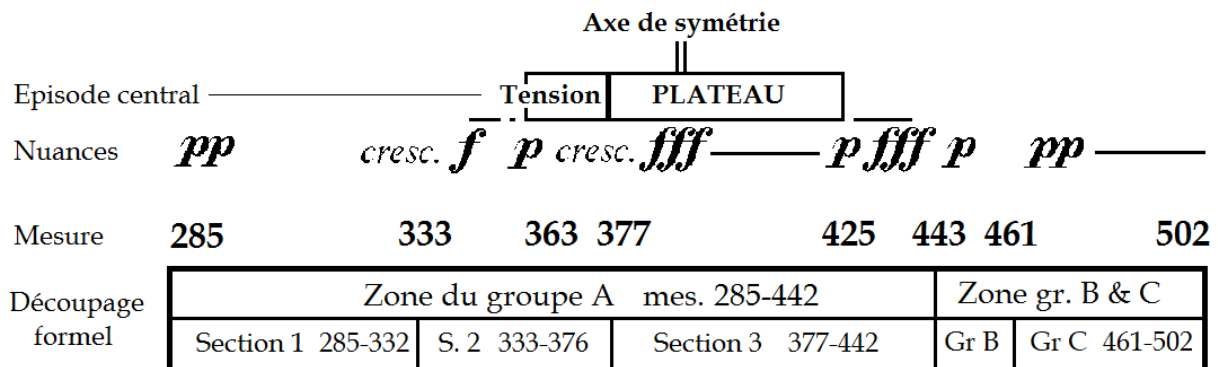 Axe de symétrie
Episode central Tension PLATEAU
Nuances pp cresc. f p cresc. fff p fff p pp
Mesure 285 333 363 377 425 443 461 502
Découpage formel
Zone du groupe A mes. 285-442 Zone gr. B & C
Section 1 285-332 S. 2 333-376 Section 3 377-442 Gr B Gr C 461-502